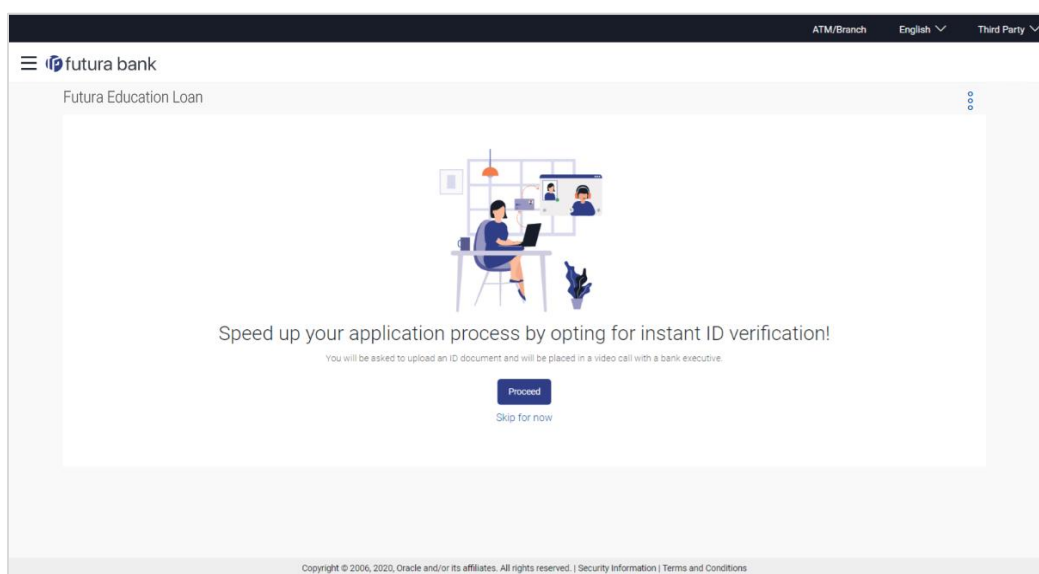 ATM/Branch English Third Party
futura bank
Futura Education Loan
Speed up your application process by opting for instant ID verification!
You will be asked to upload an ID document and will be placed in a video call with a bank executive.
Proceed
Skip for now
Copyright © 2006, 2020, Oracle and/or its affiliates. All rights reserved. | Security Information | Terms and Conditions